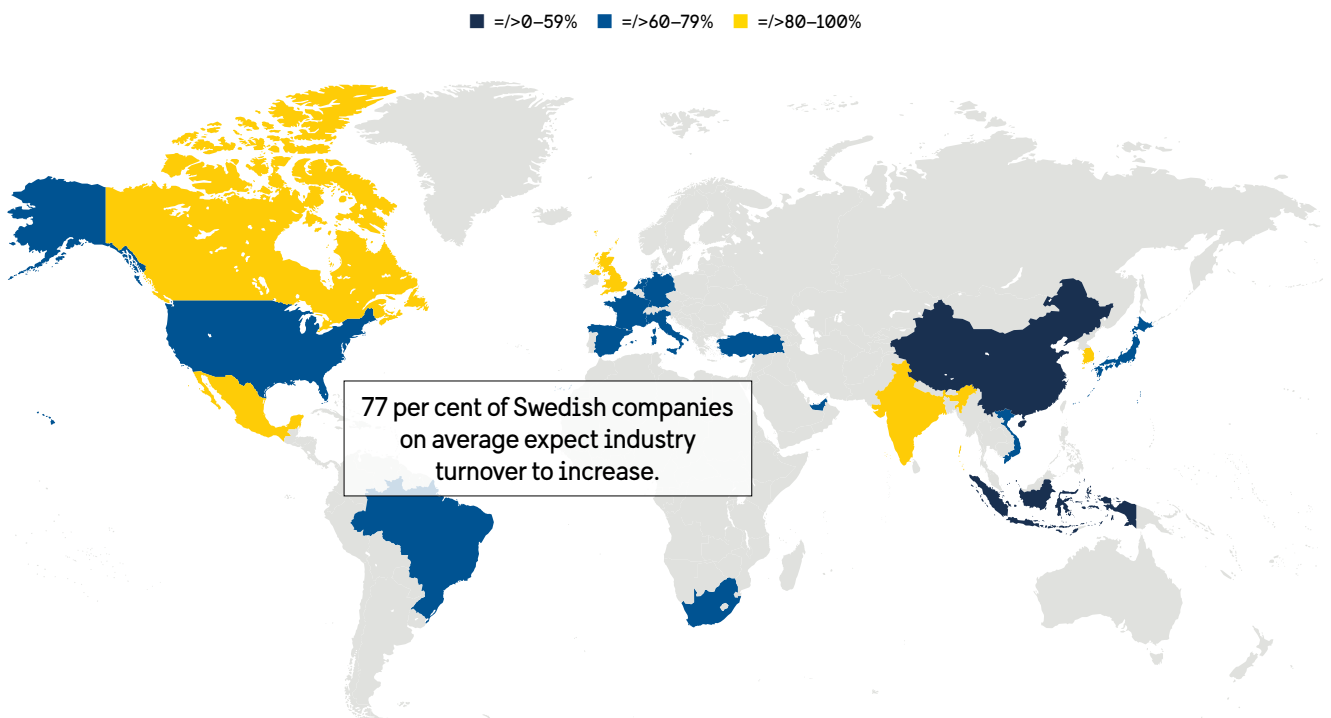 =/>0–59% =/>60–79% =/>80–100%
77 per cent of Swedish companies
on average expect industry
turnover to increase.